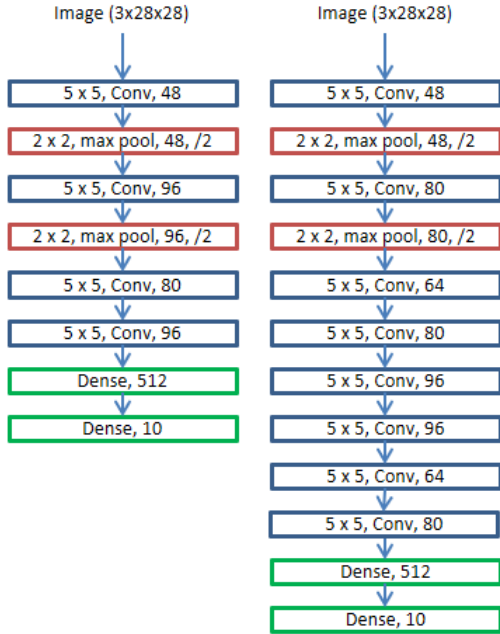 Image (3x28x28)
5 x 5, Conv, 48
2 x 2, max pool, 48, /2
5 x 5, Conv, 96
2 x 2, max pool, 96, /2
5 x 5, Conv, 80
5 x 5, Conv, 96
Dense, 512
Dense, 10
Image (3x28x28)
5 x 5, Conv, 48
2 x 2, max pool, 48, /2
5 x 5, Conv, 80
2 x 2, max pool, 80, /2
5 x 5, Conv, 64
5 x 5, Conv, 80
5 x 5, Conv, 96
5 x 5, Conv, 96
5 x 5, Conv, 64
5 x 5, Conv, 80
Dense, 512
Dense, 10